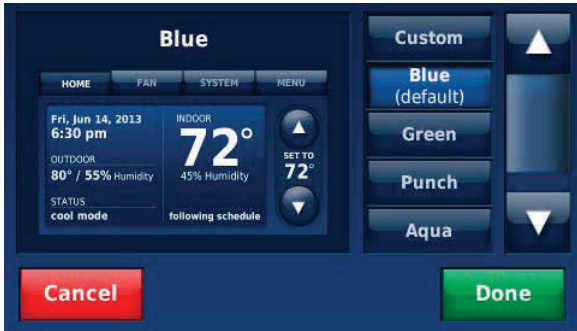 Blue
HOME FAN SYSTEM MENU
Fri, Jun 14, 2013
6:30 pm
OUTDOOR
80° / 55% Humidity
STATUS
cool mode
INDOOR
72°
45% Humidity
following schedule
SET TO
72°
Custom
Blue
(default)
Green
Punch
Aqua
Cancel
Done